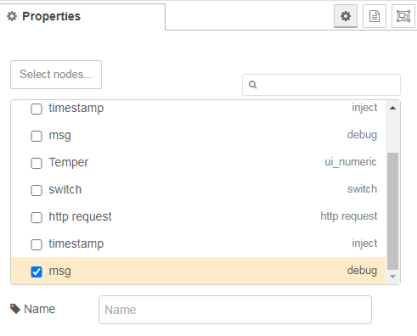 Properties
Select nodes...
timestamp inject
msg debug
Temper ui_numeric
switch switch
http request http request
timestamp inject
msg debug
Name Name